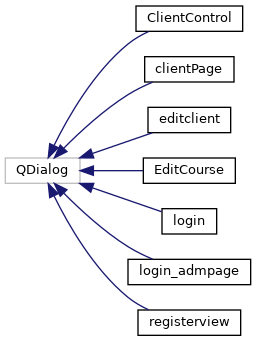 ClientControl
clientPage
editclient
QDialog
EditCourse
login
login_admpage
registerview